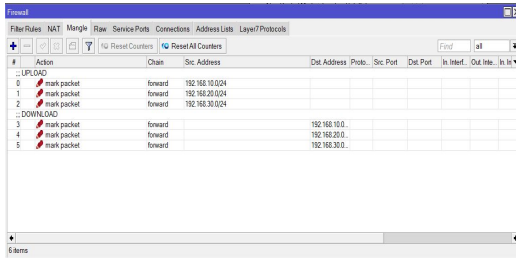 Firewall
Filter Rules NAT Mangle Raw Service Ports Connections Address Lists Layer7 Protocols
Reset Counters Reset All Counters Find all
# Action Chain Src. Address Dst. Address Proto... Src. Port Dst. Port In. Interf... Out. Inte... In. In
;;; UPLOAD
0 mark packet forward 192.168.10.0/24
1 mark packet forward 192.168.20.0/24
2 mark packet forward 192.168.30.0/24
;;; DOWNLOAD
3 mark packet forward 192.168.10.0...
4 mark packet forward 192.168.20.0...
5 mark packet forward 192.168.30.0...
6 items